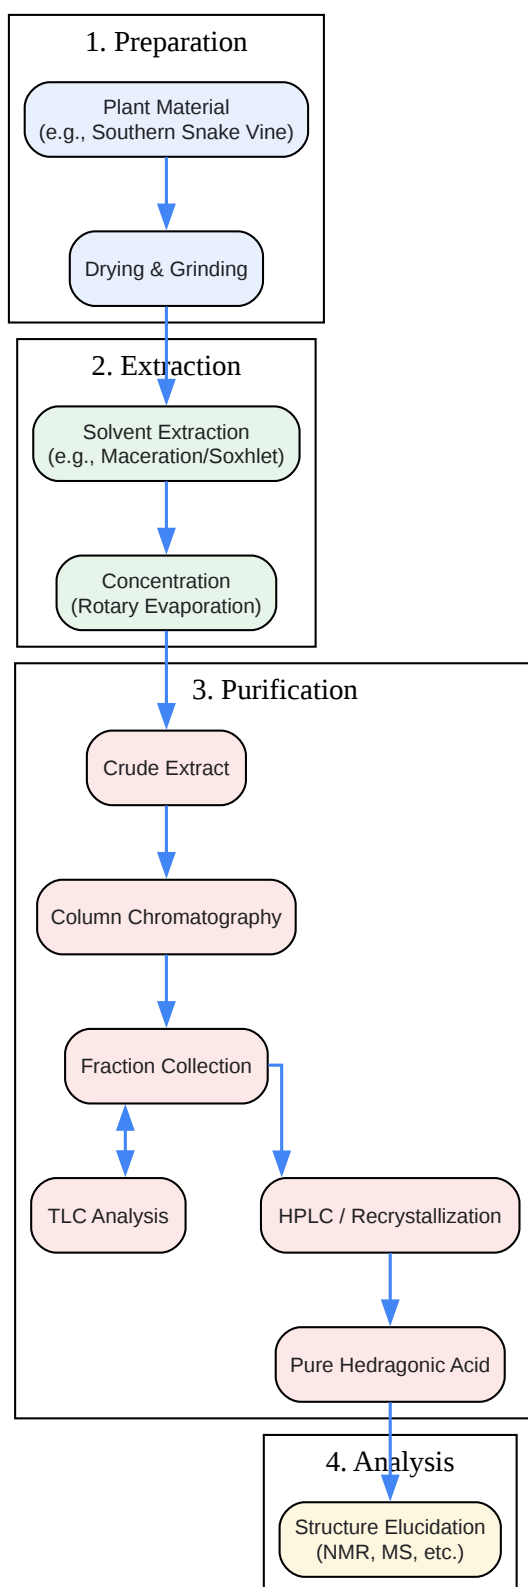 1. Preparation
Plant Material
(e.g., Southern Snake Vine)
Drying & Grinding
2. Extraction
Solvent Extraction
(e.g., Maceration/Soxhlet)
Concentration
(Rotary Evaporation)
3. Purification
Crude Extract
Column Chromatography
Fraction Collection
TLC Analysis
HPLC / Recrystallization
Pure Hedragonic Acid
4. Analysis
Structure Elucidation
(NMR, MS, etc.)